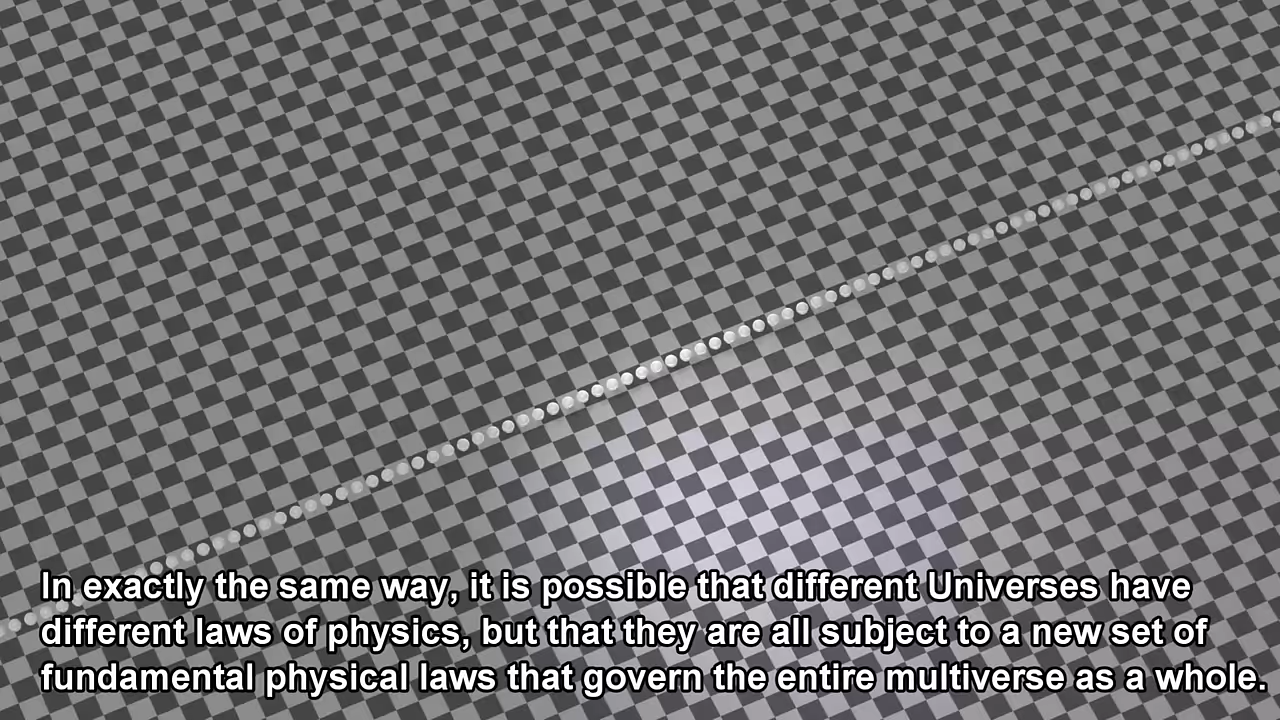 In exactly the same way, it is possible that different Universes have
different laws of physics, but that they are all subject to a new set of
fundamental physical laws that govern the entire multiverse as a whole.